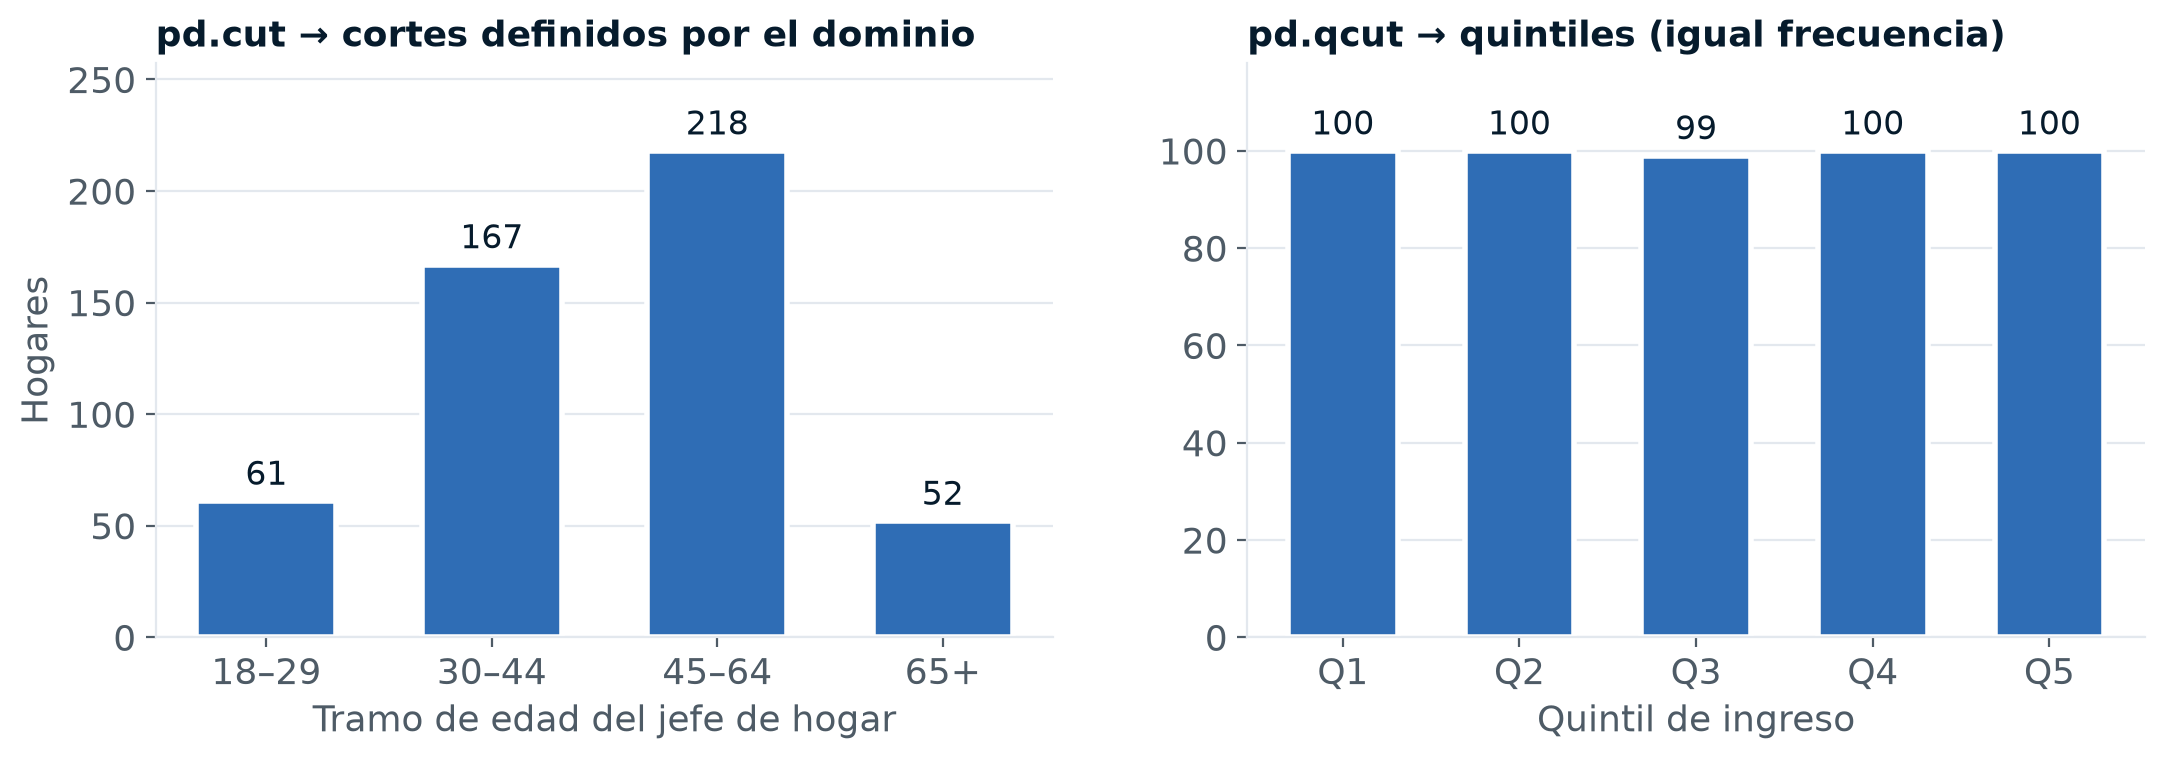 pd.cut → cortes definidos por el dominio
Hogares
250
200
150
100
50
0
61
167
218
52
18–29
30–44
45–64
65+
Tramo de edad del jefe de hogar
pd.qcut → quintiles (igual frecuencia)
100
80
60
40
20
0
100
100
99
100
100
Q1
Q2
Q3
Q4
Q5
Quintil de ingreso